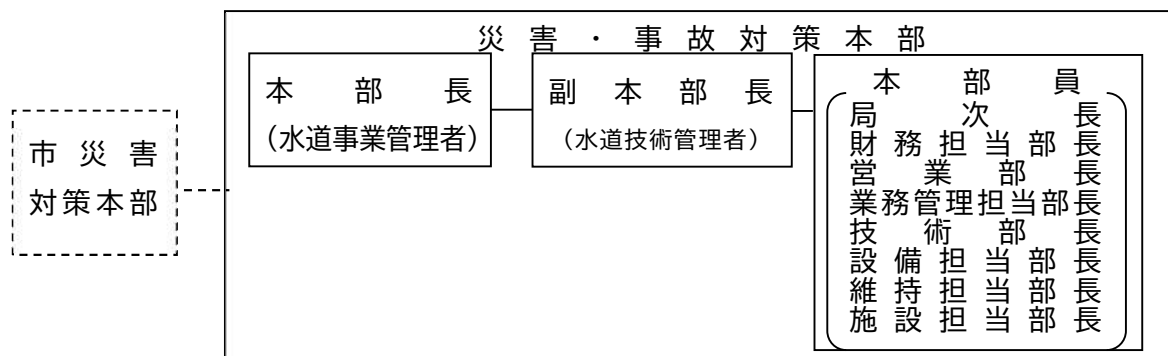 災害・事故対策本部
本部長
（水道事業管理者）
副本部長
（水道技術管理者）
本部員
局次長
財務担当部長
営業部長
業務管理担当部長
技術部長
設備担当部長
維持担当部長
施設担当部長
市災害
対策本部